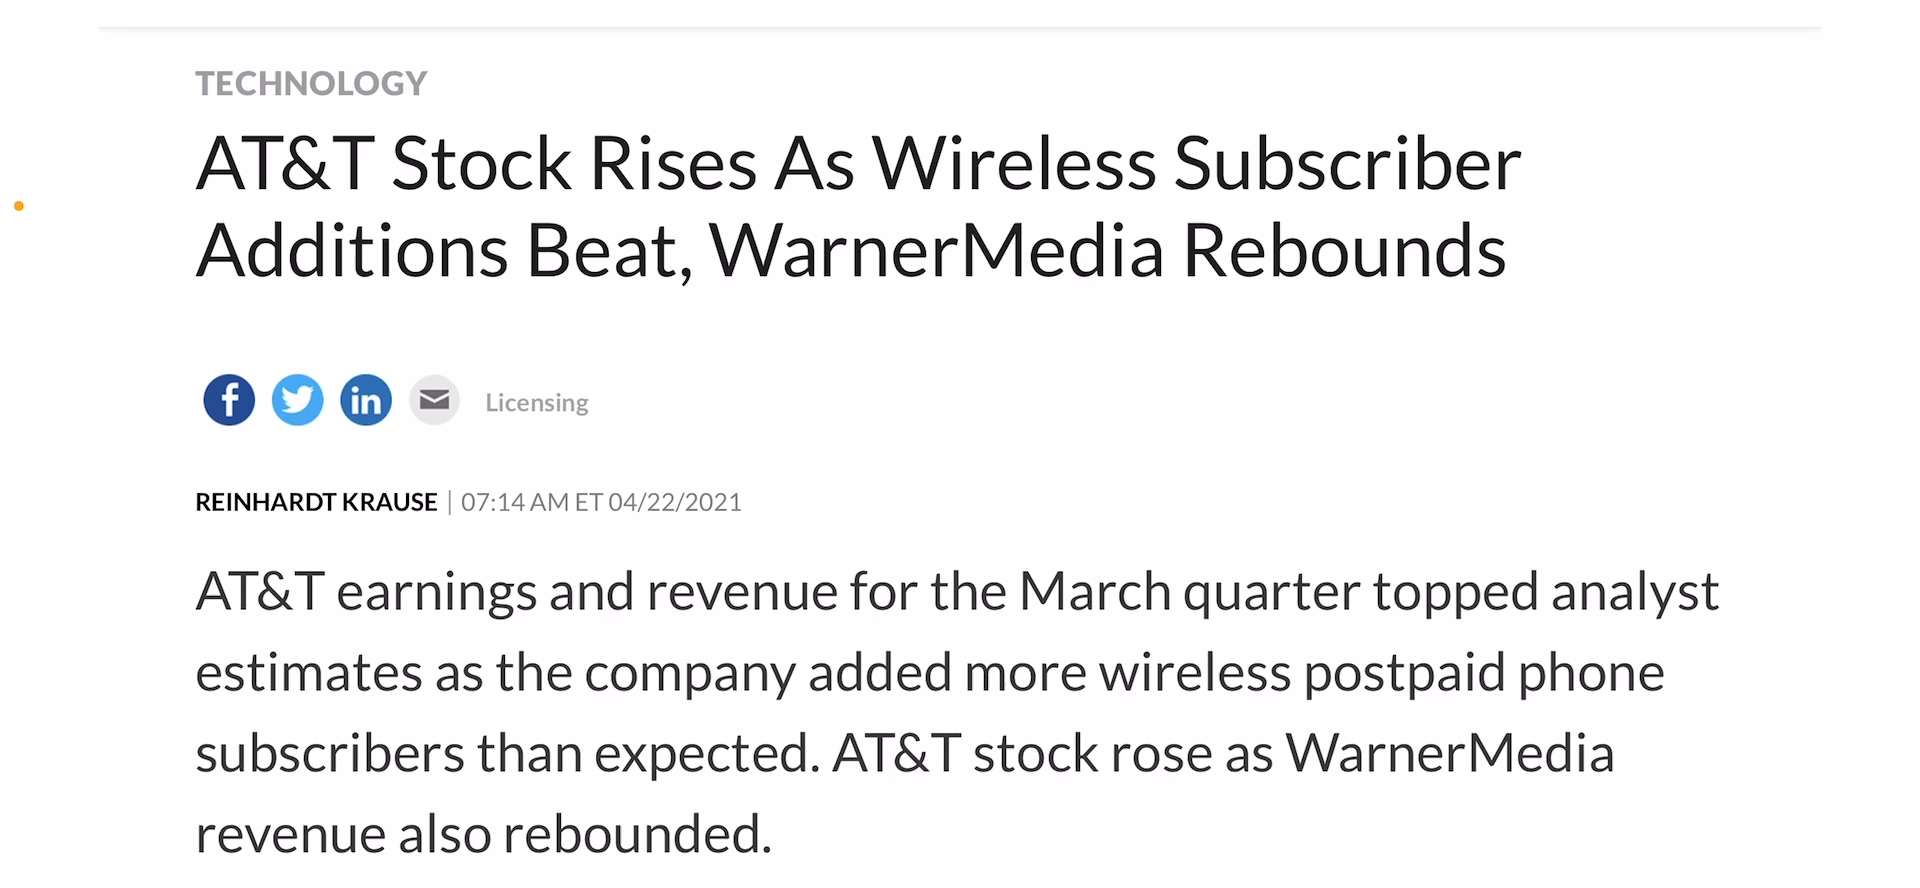 TECHNOLOGY
AT&T Stock Rises As Wireless Subscriber
Additions Beat, WarnerMedia Rebounds
f in Licensing
REINHARDT KRAUSE | 07:14 AM ET 04/22/2021
AT&T earnings and revenue for the March quarter topped analyst
estimates as the company added more wireless postpaid phone
subscribers than expected. AT&T stock rose as WarnerMedia
revenue also rebounded.